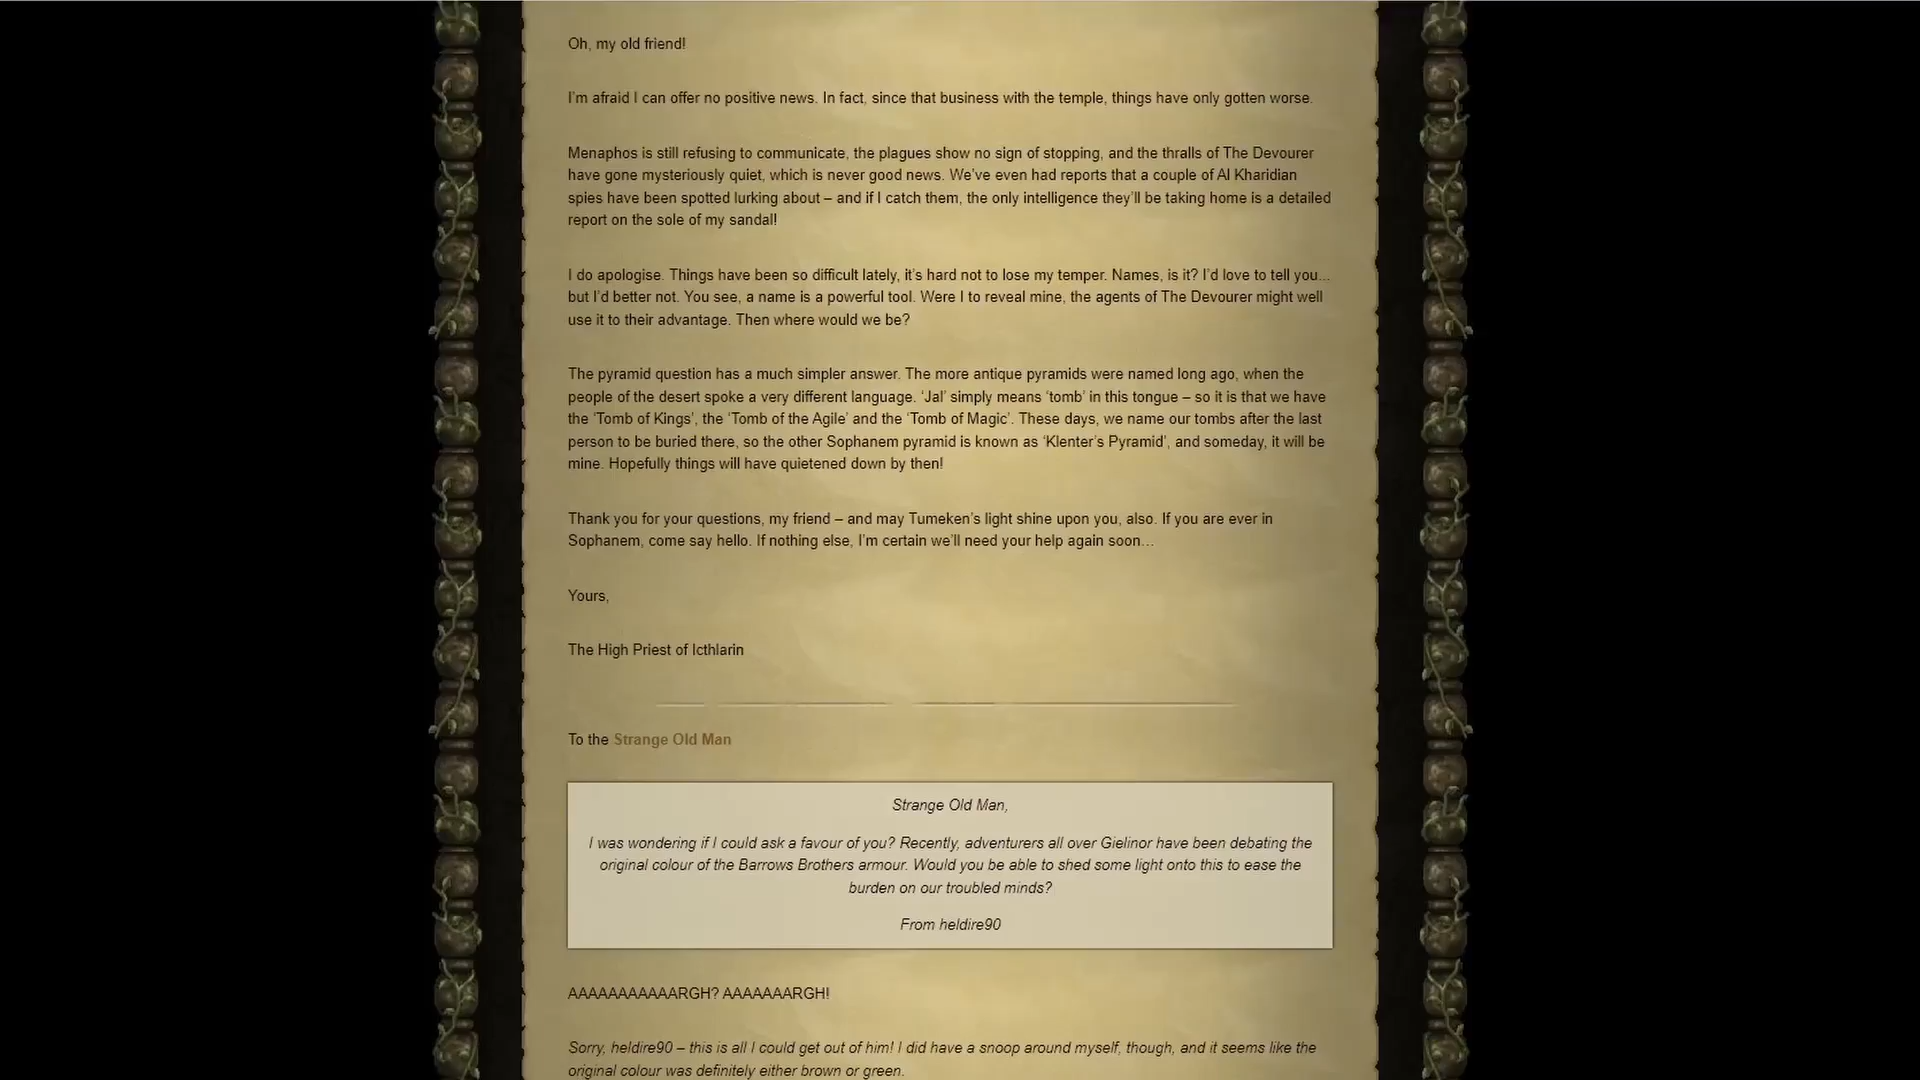 Oh, my old friend!
I’m afraid I can offer no positive news. In fact, since that business with the temple, things have only gotten worse.
Menaphos is still refusing to communicate, the plagues show no sign of stopping, and the thralls of The Devourer
have gone mysteriously quiet, which is never good news. We’ve even had reports that a couple of Al Kharidian
spies have been spotted lurking about – and if I catch them, the only intelligence they’ll be taking home is a detailed
report on the sole of my sandal!
I do apologise. Things have been so difficult lately, it’s hard not to lose my temper. Names, is it? I’d love to tell you...
but I’d better not. You see, a name is a powerful tool. Were I to reveal mine, the agents of The Devourer might well
use it to their advantage. Then where would we be?
The pyramid question has a much simpler answer. The more antique pyramids were named long ago, when the
people of the desert spoke a very different language. ‘Jal’ simply means ‘tomb’ in this tongue – so it is that we have
the ‘Tomb of Kings’, the ‘Tomb of the Agile’ and the ‘Tomb of Magic’. These days, we name our tombs after the last
person to be buried there, so the other Sophanem pyramid is known as ‘Klenter’s Pyramid’, and someday, it will be
mine. Hopefully things will have quietened down by then!
Thank you for your questions, my friend – and may Tumeken’s light shine upon you, also. If you are ever in
Sophanem, come say hello. If nothing else, I’m certain we’ll need your help again soon…
Yours,
The High Priest of Icthlarin
To the Strange Old Man
Strange Old Man,
I was wondering if I could ask a favour of you? Recently, adventurers all over Gielinor have been debating the
original colour of the Barrows Brothers armour. Would you be able to shed some light onto this to ease the
burden on our troubled minds?
From heldire90
AAAAAAAAAAARGH? AAAAAAARGH!
Sorry, heldire90 – this is all I could get out of him! I did have a snoop around myself, though, and it seems like the
original colour was definitely either brown or green.